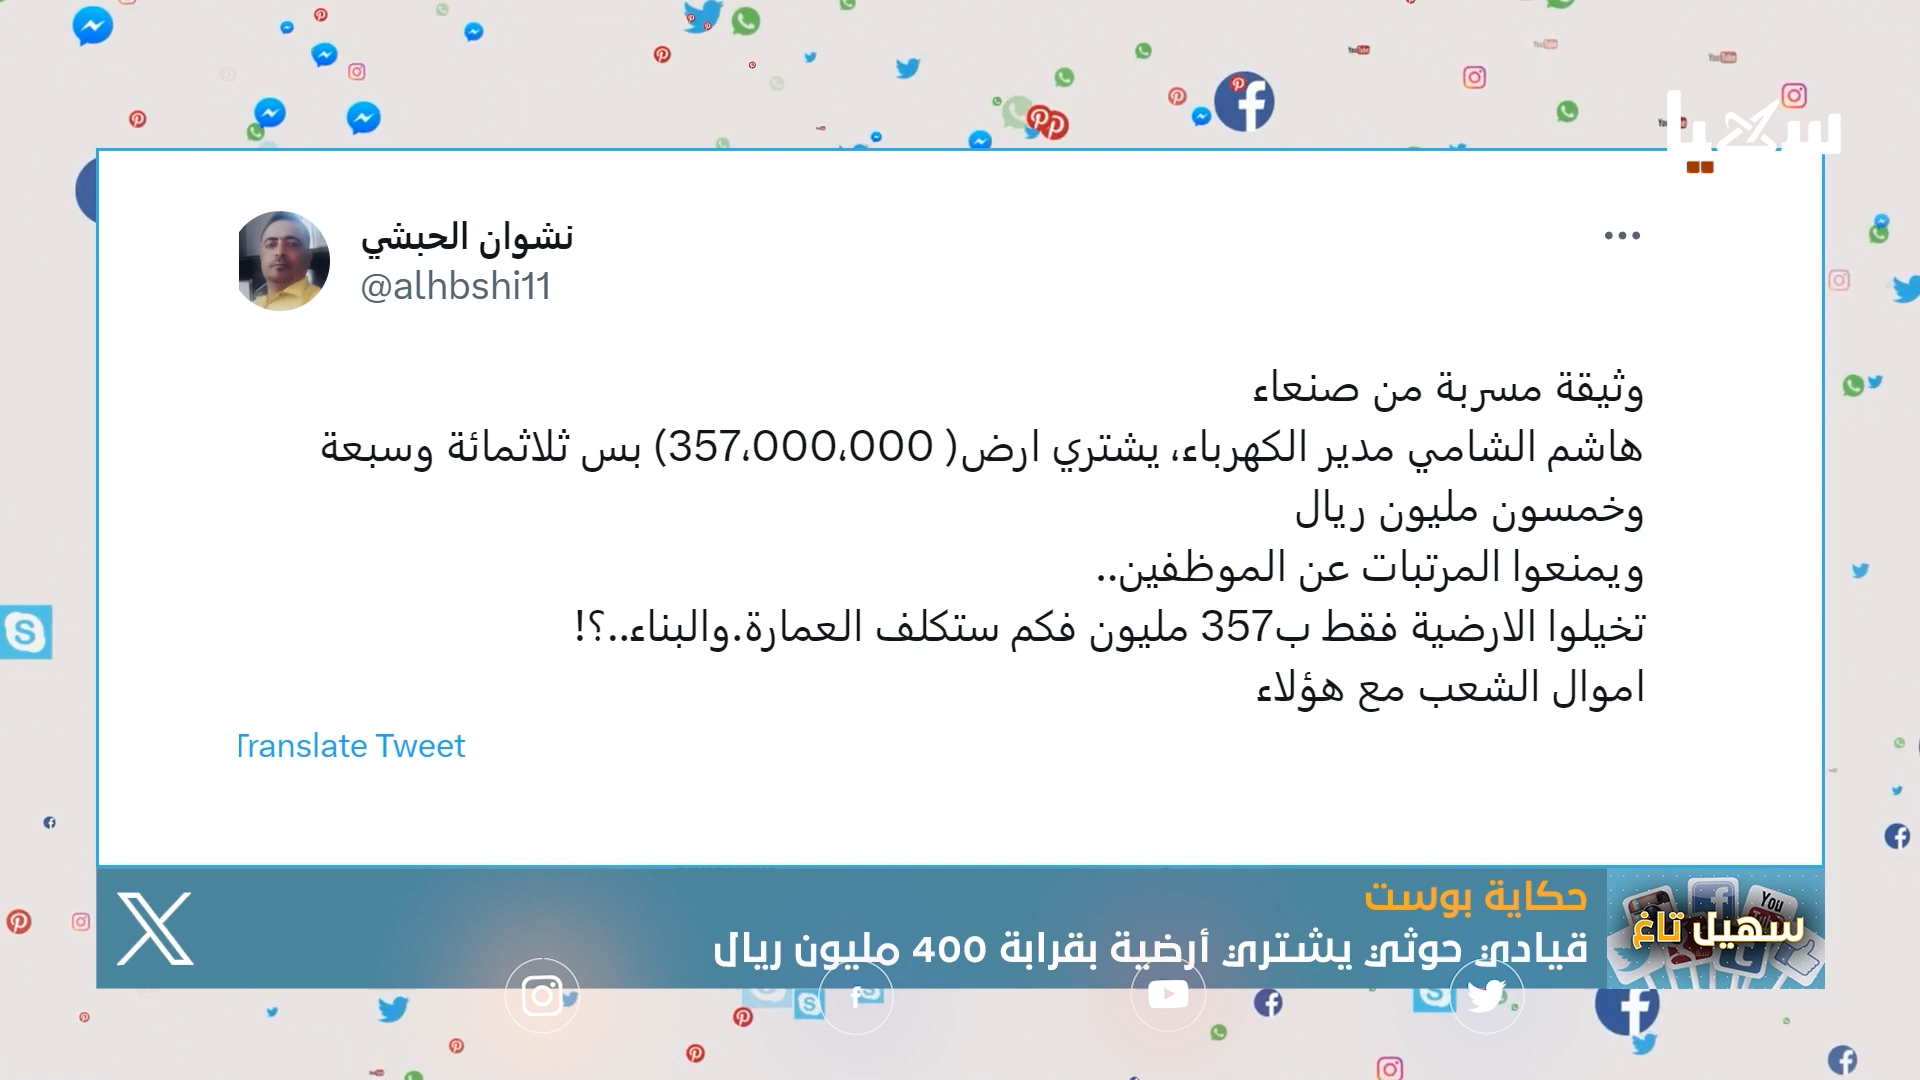 سهيل
نشوان الحبشي
@alhbshi11
وثيقة مسربة من صنعاء
هاشم الشامي مدير الكهرباء، يشتري ارض( 357،000،000) بس ثلاثمائة وسبعة
وخمسون مليون ريال
ويمنعوا المرتبات عن الموظفين..
تخيلوا الارضية فقط ب357 مليون فكم ستكلف العمارة.والبناء..؟!
اموال الشعب مع هؤلاء
Translate Tweet
حكاية بوست
قيادي حوثي يشتري أرضية بقرابة 400 مليون ريال
سهيل تاغ